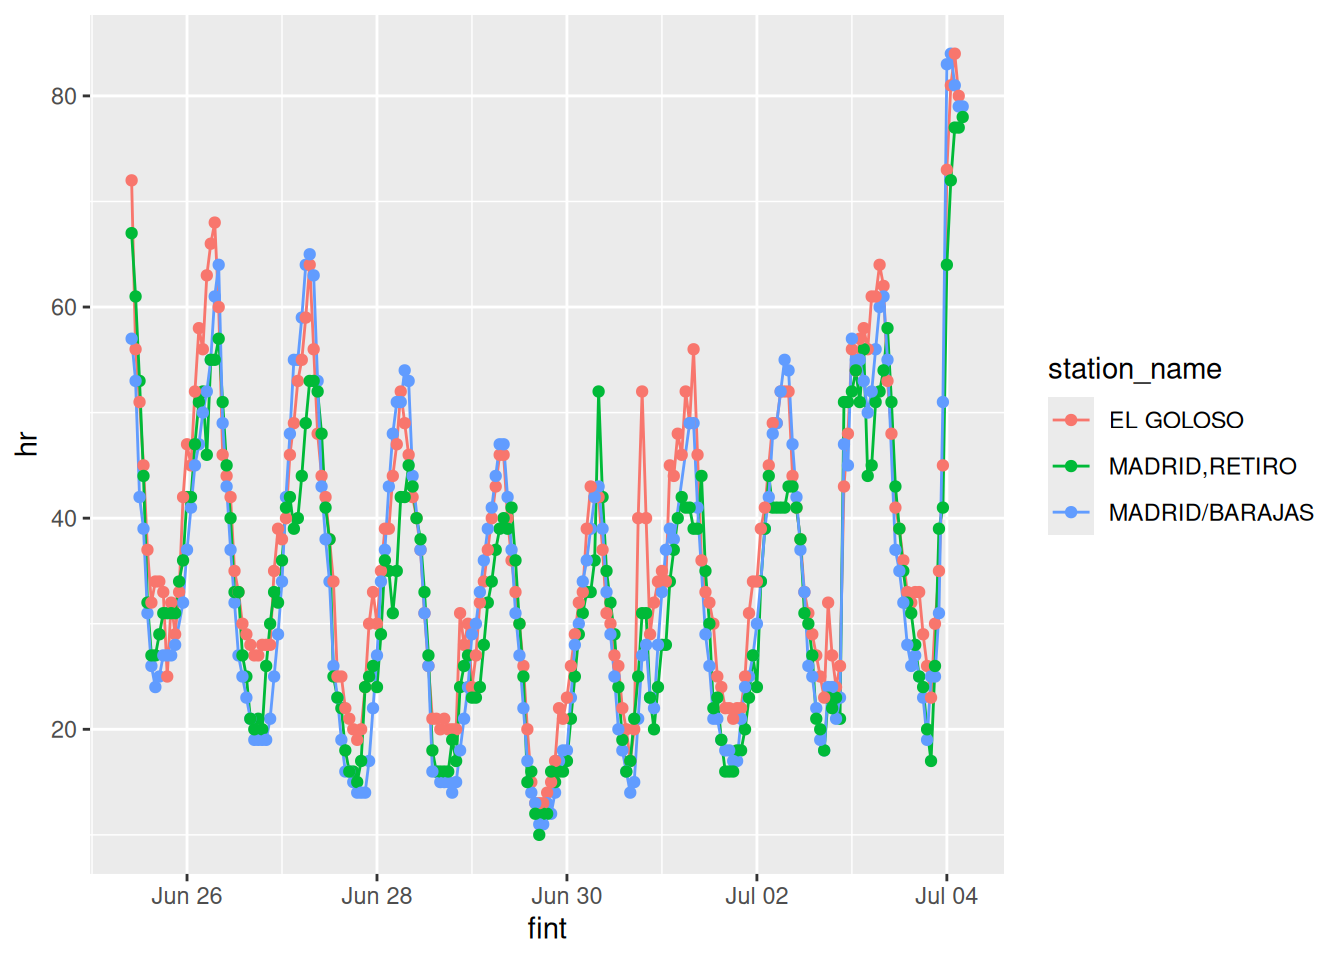 80
60
40
20
hr
Jun 26
Jun 28
Jun 30
Jul 02
Jul 04
fint
station_name
EL GOLOSO
MADRID,RETIRO
MADRID/BARAJAS